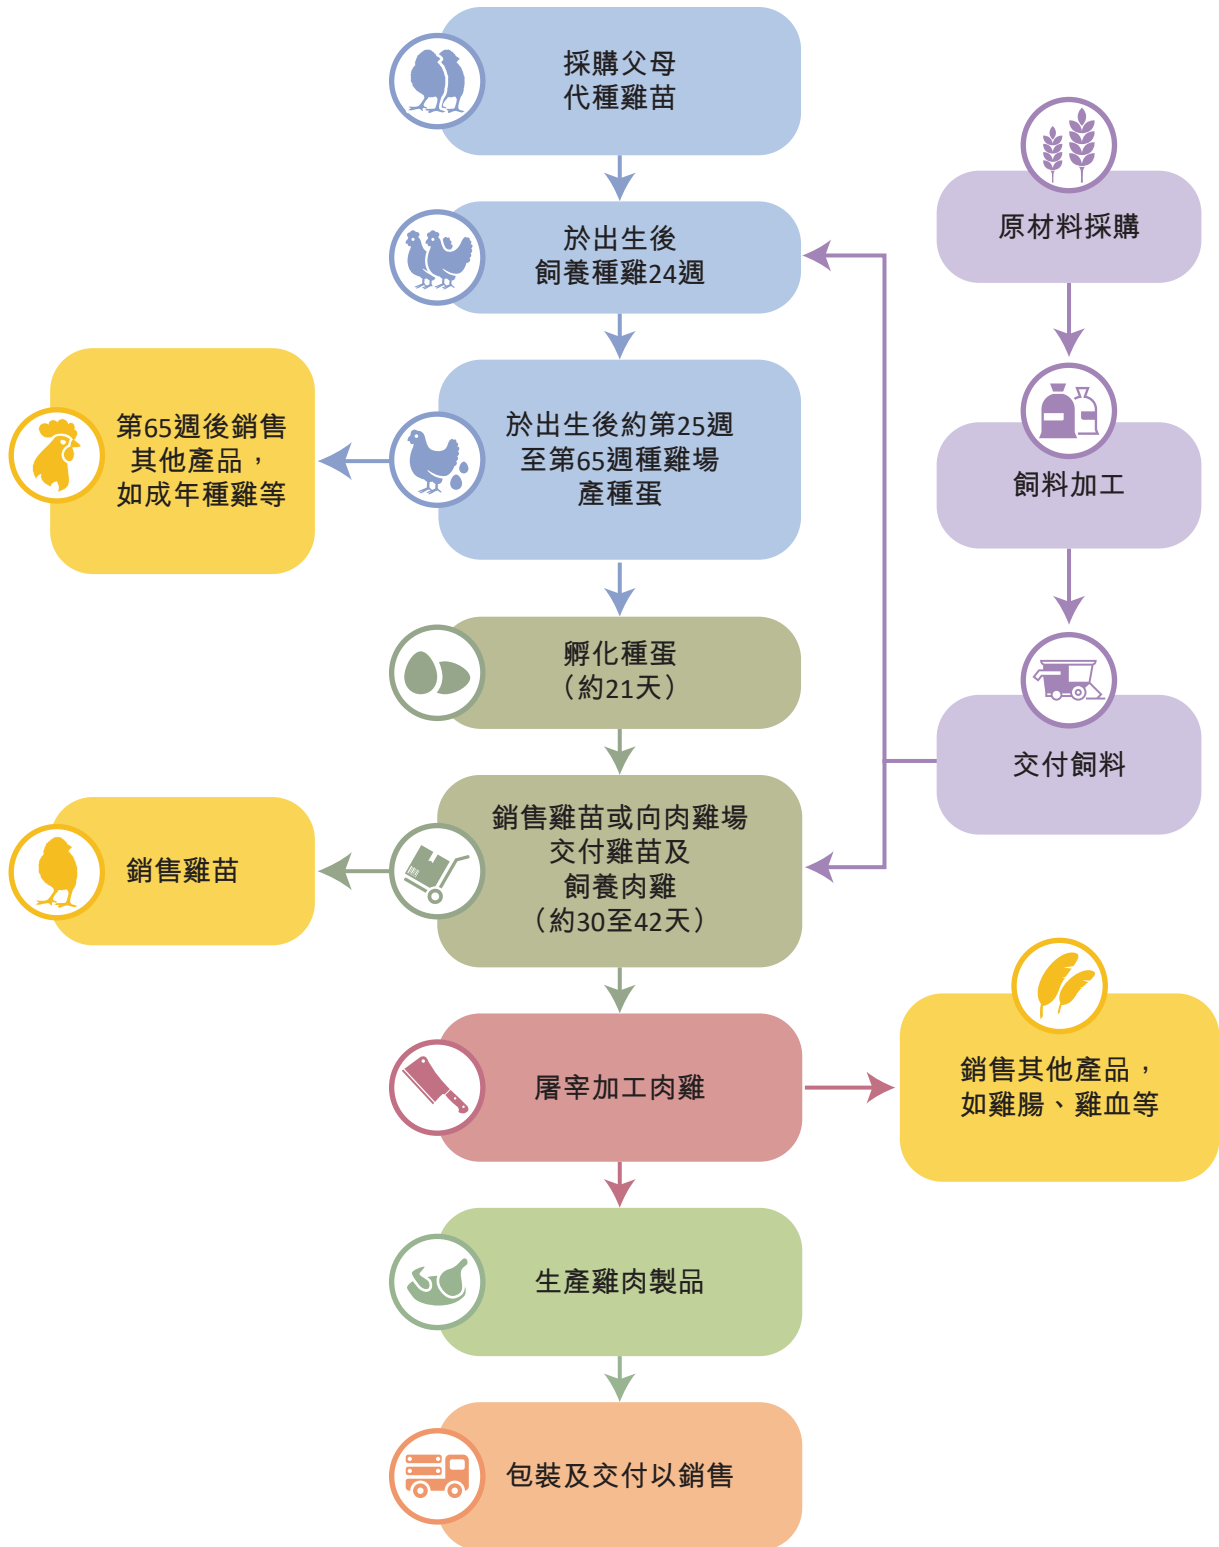 採購父母
代種雞苗
原材料採購
於出生後
飼養種雞24週
第65週後銷售
其他產品，
如成年種雞等
於出生後約第25週
至第65週種雞場
產種蛋
飼料加工
孵化種蛋
（約21天）
交付飼料
銷售雞苗
銷售雞苗或向肉雞場
交付雞苗及
飼養肉雞
（約30至42天）
屠宰加工肉雞
銷售其他產品，
如雞腸、雞血等
生產雞肉製品
包裝及交付以銷售